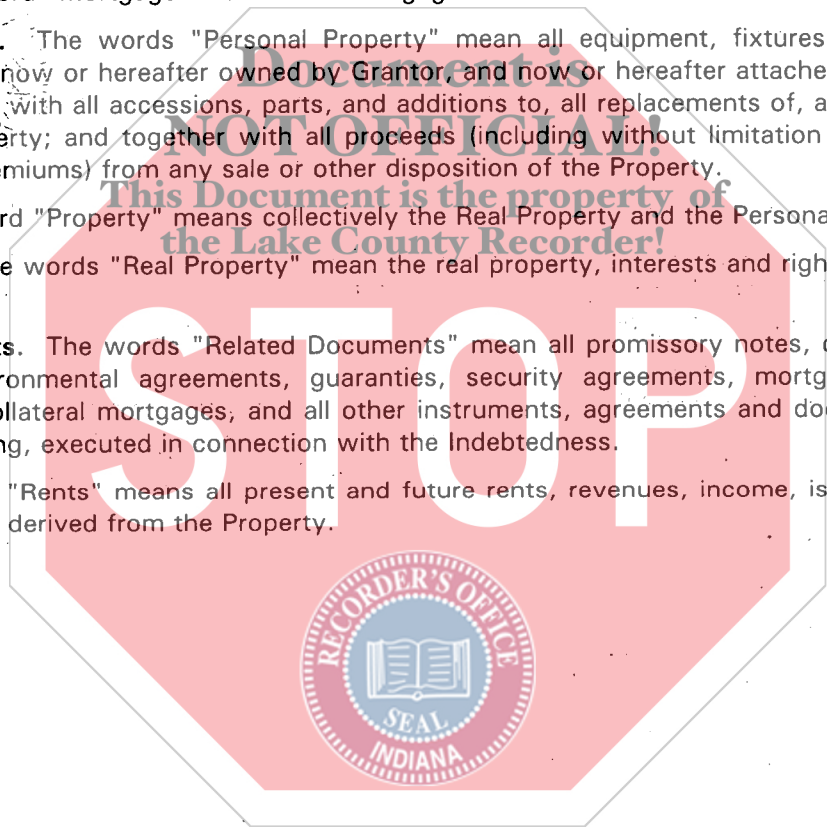 . The words "Personal Property" mean all equipment, fixtures
Document is
now or hereafter owned by Grantor, and now or hereafter attache
with all accessions, parts, and additions to, all replacements of, a
erty; and together with all proceeds (including without limitation
NOT OFFICIAL!
emiums) from any sale or other disposition of the Property.
This Document is the property of
rd "Property" means collectively the Real Property and the Persona
the Lake County Recorder!
e words "Real Property" mean the real property, interests and righ
STOP
ts. The words "Related Documents" mean all promissory notes, c
ronmental agreements, guaranties, security agreements, mortg
ollateral mortgages, and all other instruments, agreements and do
ng, executed in connection with the Indebtedness.
"Rents" means all present and future rents, revenues, income, is
derived from the Property.
RECORDER'S OFFICE
SEAL
INDIANA